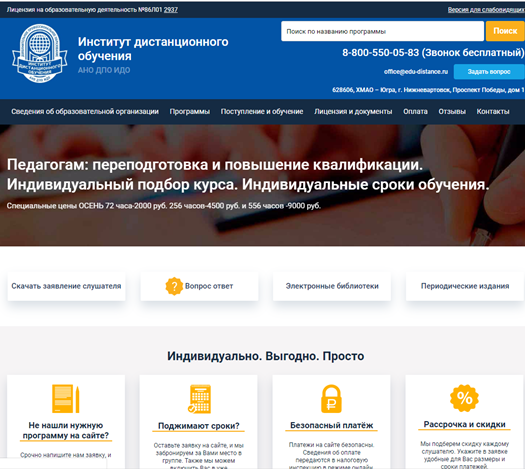 Лицензия на образовательную деятельность №86Л01 2937
Версия для слабовидящих
Поиск по названию программы
Поиск
Институт дистанционного
обучения
АНО ДПО ИДО
8-800-550-05-83 (Звонок бесплатный)
office@edu-distance.ru
Задать вопрос
628606, ХМАО – Югра, г. Нижневартовск, Проспект Победы, дом 1
Сведения об образовательной организации Программы Поступление и обучение Лицензия и документы Оплата Отзывы Контакты
Педагогам: переподготовка и повышение квалификации.
Индивидуальный подбор курса. Индивидуальные сроки обучения.
Специальные цены ОСЕНЬ 72 часа-2000 руб. 256 часов-4500 руб. и 556 часов -9000 руб.
Скачать заявление слушателя
Вопрос ответ
Электронные библиотеки
Периодические издания
Индивидуально. Выгодно. Просто
Не нашли нужную
программу на сайте?
Срочно напишите нам заявку, и
Поджимают сроки?
Оставьте заявку на сайте, и мы
забронируем за Вами место в
группе. Также мы можем
включить Вас в уже
Безопасный платёж
Платежи на сайте безопасны.
Сведения об оплате
передаются в налоговую
инспекцию в режиме онлайн.
Рассрочка и скидки
Мы подберем скидку каждому
слушателю. Укажите в заявке
удобные для Вас размеры и
сроки платежей.